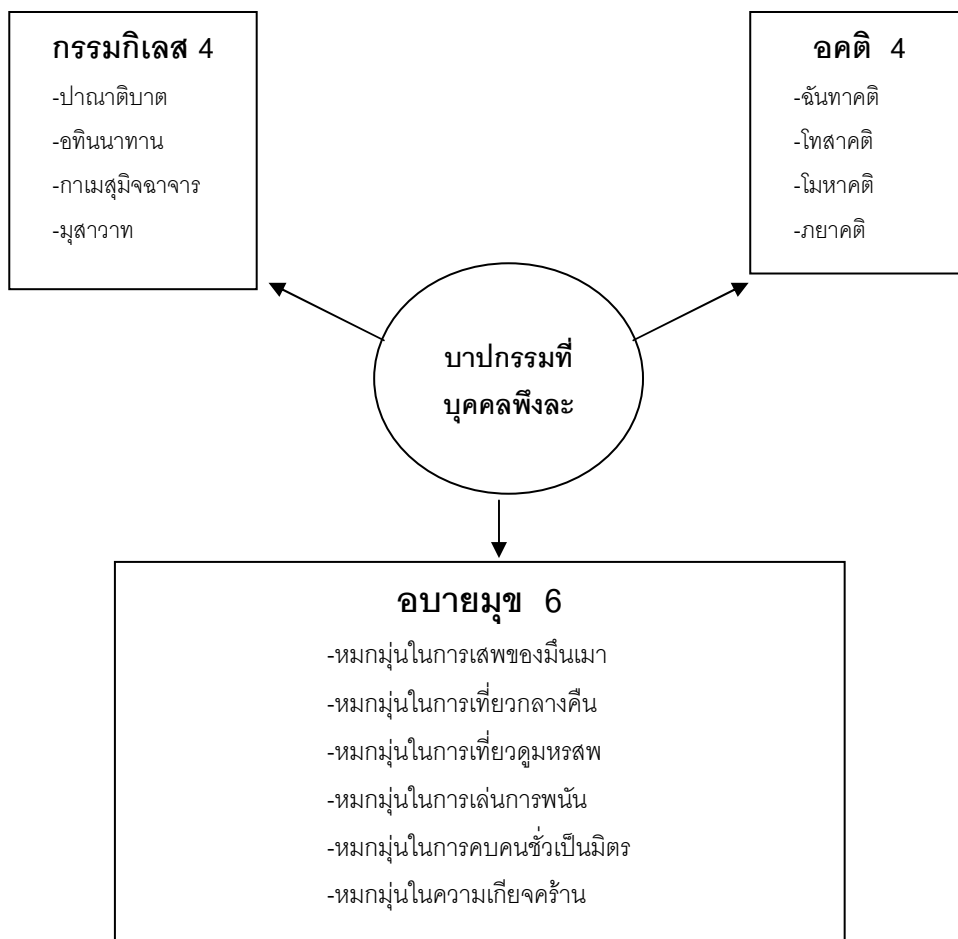 กรรมกิเลส 4
-ปาณาติบาต
-อทินนาทาน
-กาเมสุมิจฉาจาร
-มุสาวาท
อคติ 4
-ฉันทาคติ
-โทสาคติ
-โมหาคติ
-ภยาคติ
บาปกรรมที่
บุคคลพึงละ
อบายมุข 6
-หมกมุ่นในการเสพของมึนเมา
-หมกมุ่นในการเที่ยวกลางคืน
-หมกมุ่นในการเที่ยวดูมหรสพ
-หมกมุ่นในการเล่นการพนัน
-หมกมุ่นในการคบคนชั่วเป็นมิตร
-หมกมุ่นในความเกียจคร้าน